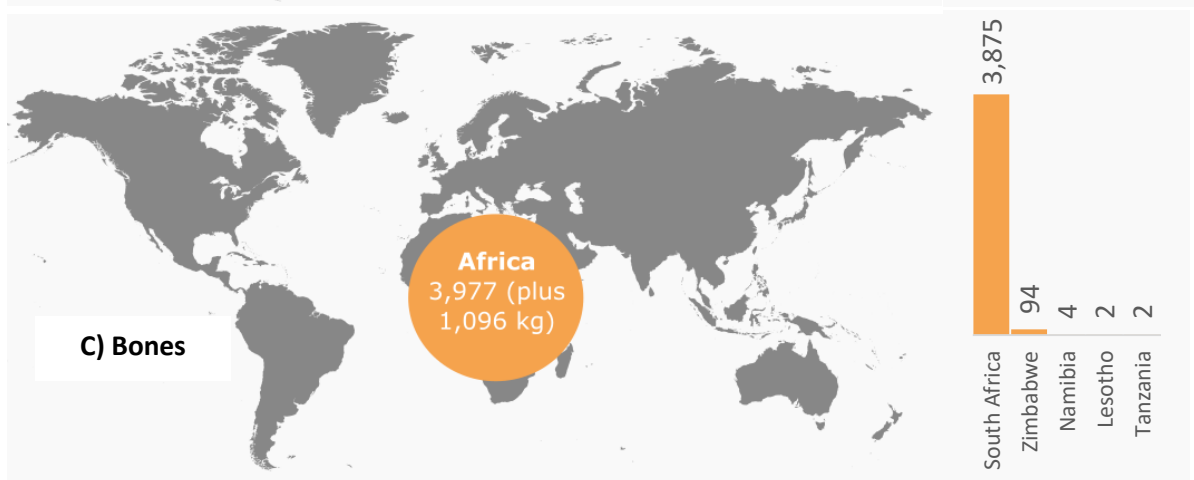 Africa
3,977 (plus
1,096 kg)
C) Bones
3,875
94
4
2
2
South Africa
Zimbabwe
Namibia
Lesotho
Tanzania